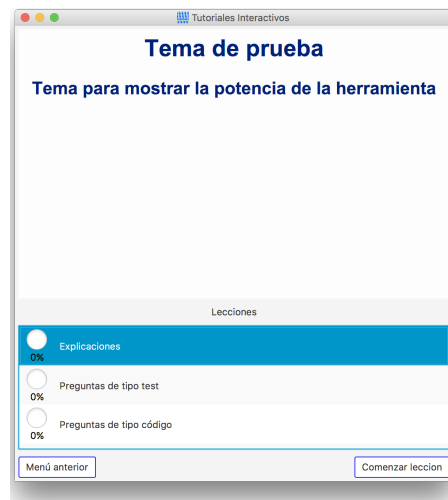 Tutoriales Interactivos
Tema de prueba
Tema para mostrar la potencia de la herramienta
Lecciones
Explicaciones
0%
Preguntas de tipo test
0%
Preguntas de tipo código
0%
Menú anterior
Comenzar leccion